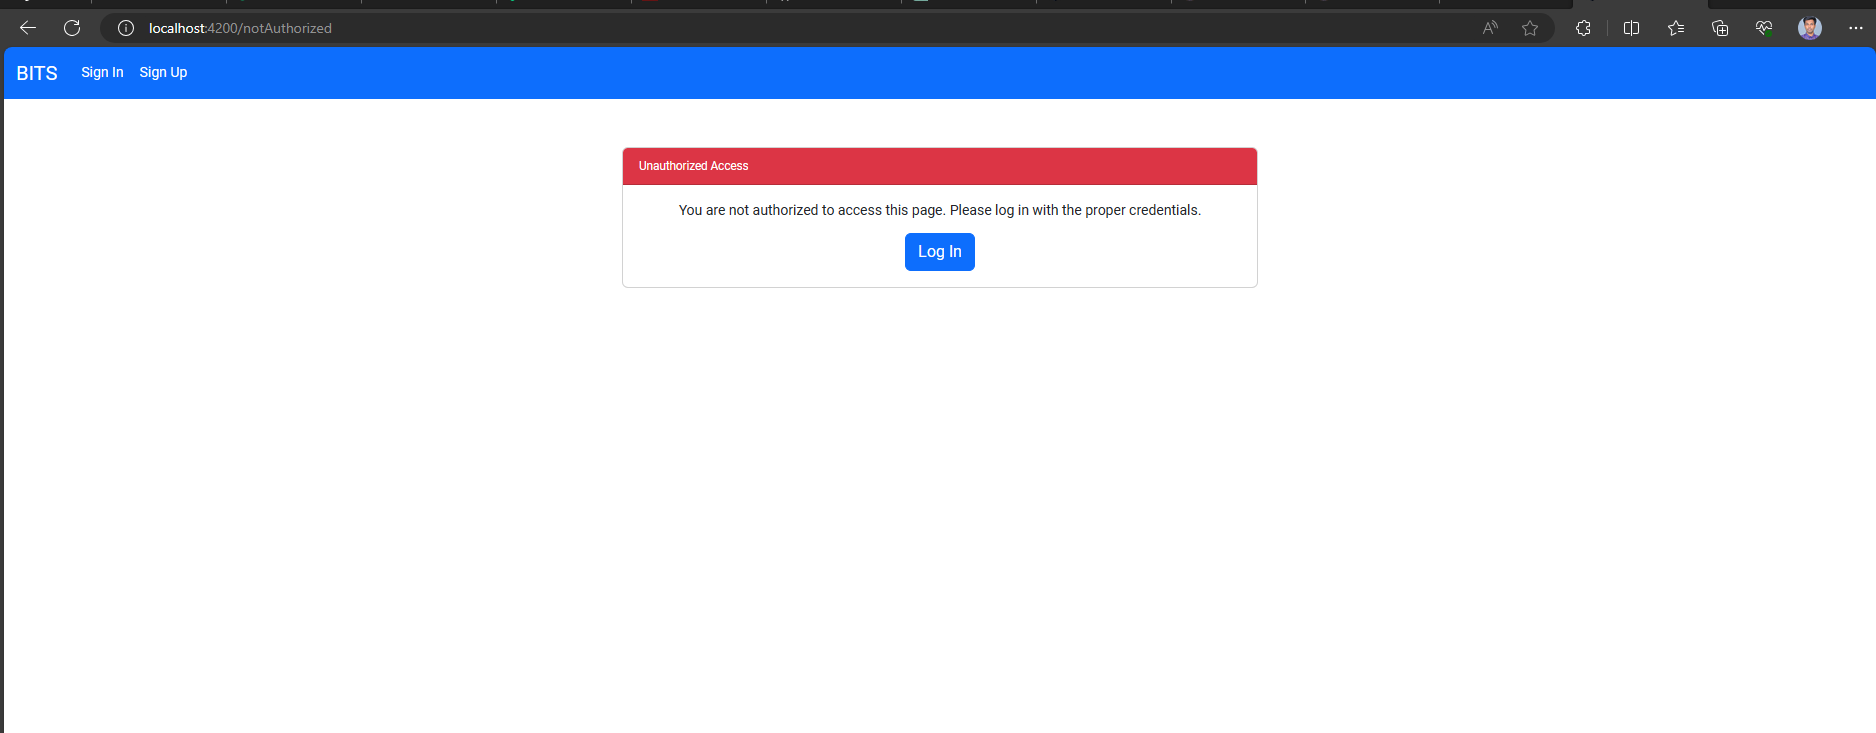 localhost:4200/notAuthorized
BITS Sign In Sign Up
Unauthorized Access
You are not authorized to access this page. Please log in with the proper credentials.
Log In